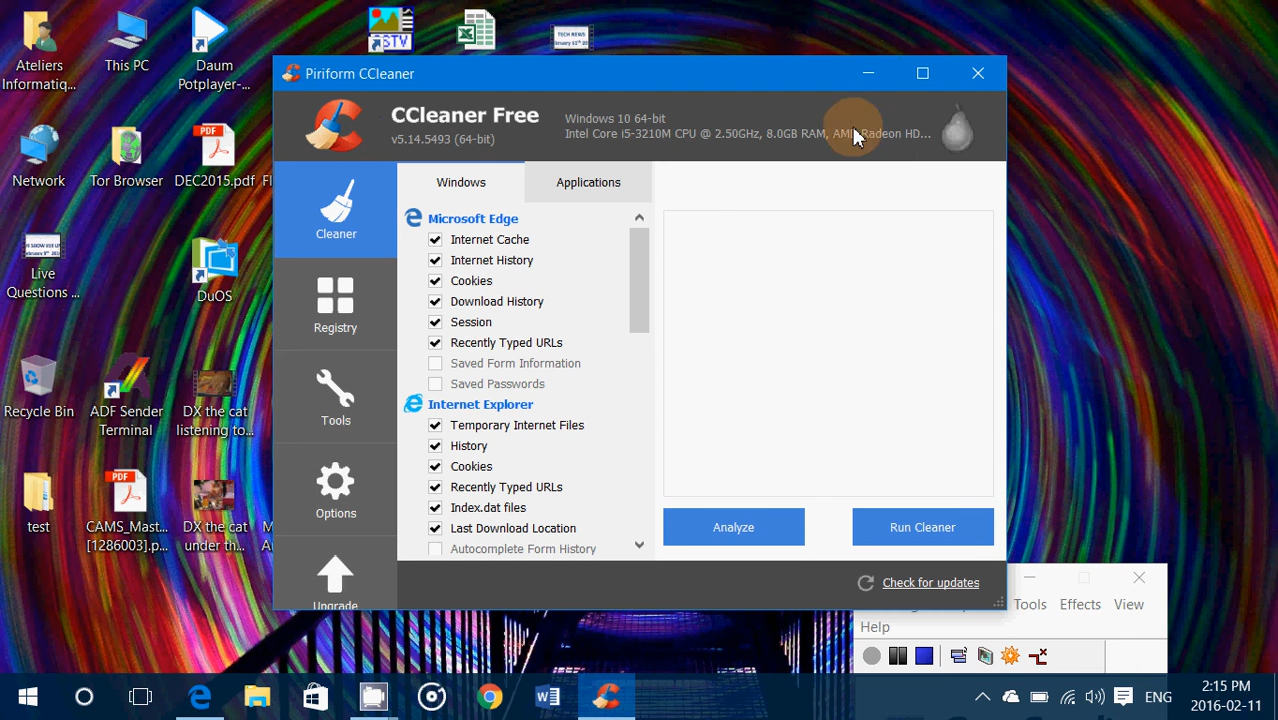 Ateliers
Informatiq...
This PC
Daum
Potplayer-...
TECH NEWS
Network
Tor Browser
PDF
DEC2015.pdf
Live
Questions ...
DuOS
Recycle Bin
ADF Sender
Terminal
DX the cat
listening to...
test
PDF
CAMS_Mast...
[1286003].p...
DX the cat
under th...
Piriform CCleaner
CCleaner Free
v5.14.5493 (64-bit)
Windows 10 64-bit
Intel Core i5-3210M CPU @ 2.50GHz, 8.0GB RAM, AMD Radeon HD...
Cleaner
Registry
Tools
Options
Upgrade
Windows
Applications
Microsoft Edge
Internet Cache
Internet History
Cookies
Download History
Session
Recently Typed URLs
Saved Form Information
Saved Passwords
Internet Explorer
Temporary Internet Files
History
Cookies
Recently Typed URLs
Index.dat files
Last Download Location
Autocomplete Form History
Analyze
Run Cleaner
Check for updates
Tools Effects View
Help
ENG
2:15 PM
2016-02-11